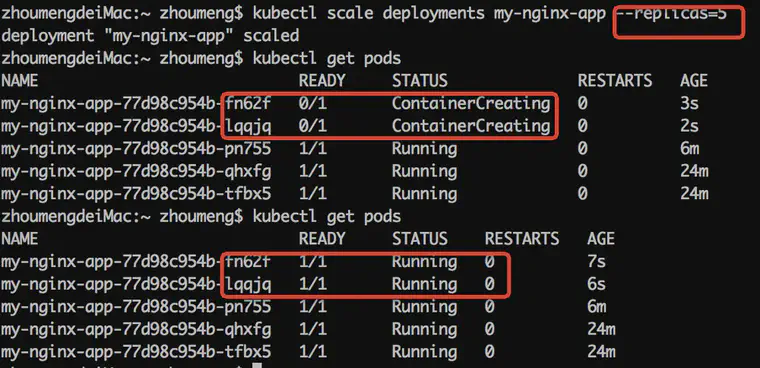 zhoumengdeiMac:~ zhoumeng$ kubectl scale deployments my-nginx-app --replicas=5
deployment "my-nginx-app" scaled
zhoumengdeiMac:~ zhoumeng$ kubectl get pods
NAME READY STATUS RESTARTS AGE
my-nginx-app-77d98c954b-fn62f 0/1 ContainerCreating 0 3s
my-nginx-app-77d98c954b-lqqjq 0/1 ContainerCreating 0 2s
my-nginx-app-77d98c954b-pn755 1/1 Running 0 6m
my-nginx-app-77d98c954b-qhxfg 1/1 Running 0 24m
my-nginx-app-77d98c954b-tfbx5 1/1 Running 0 24m
zhoumengdeiMac:~ zhoumeng$ kubectl get pods
NAME READY STATUS RESTARTS AGE
my-nginx-app-77d98c954b-fn62f 1/1 Running 0 7s
my-nginx-app-77d98c954b-lqqjq 1/1 Running 0 6s
my-nginx-app-77d98c954b-pn755 1/1 Running 0 6m
my-nginx-app-77d98c954b-qhxfg 1/1 Running 0 24m
my-nginx-app-77d98c954b-tfbx5 1/1 Running 0 24m
zhoumengdeiMac:~ zhoumeng$